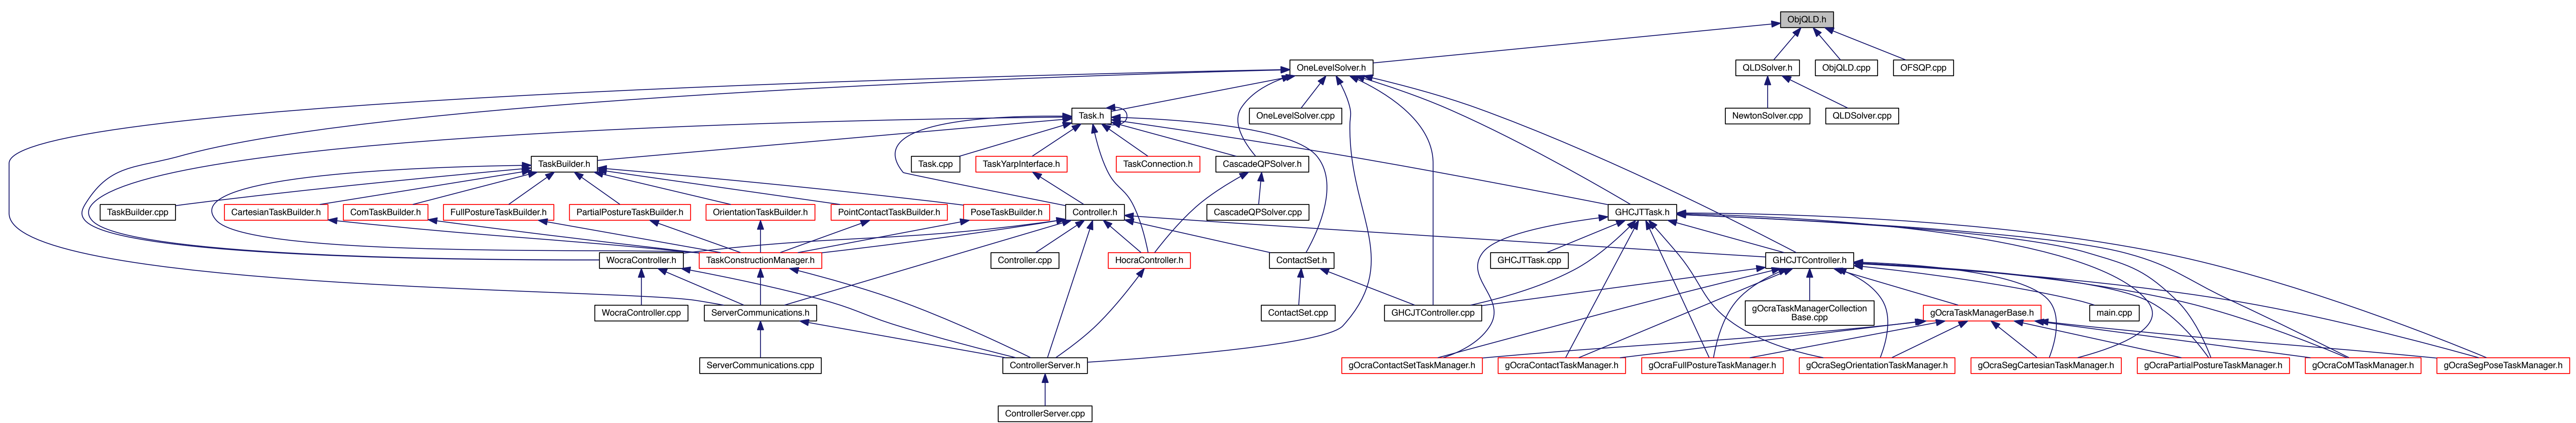 ObjQLD.h
OneLevelSolver.h
QLDSolver.h
ObjQLD.cpp
OFSQP.cpp
Task.h
OneLevelSolver.cpp
NewtonSolver.cpp
QLDSolver.cpp
TaskBuilder.h
Task.cpp
TaskYarpInterface.h
TaskConnection.h
CascadeQPSolver.h
TaskBuilder.cpp
CartesianTaskBuilder.h
ComTaskBuilder.h
FullPostureTaskBuilder.h
PartialPostureTaskBuilder.h
OrientationTaskBuilder.h
PointContactTaskBuilder.h
PoseTaskBuilder.h
Controller.h
CascadeQPSolver.cpp
GHCJTTask.h
WocraController.h
TaskConstructionManager.h
Controller.cpp
HocraController.h
ContactSet.h
GHCJTTask.cpp
GHCJTController.h
WocraController.cpp
ServerCommunications.h
ContactSet.cpp
GHCJTController.cpp
gOcraTaskManagerCollection
Base.cpp
gOcraTaskManagerBase.h
main.cpp
ServerCommunications.cpp
ControllerServer.h
gOcraContactSetTaskManager.h
gOcraContactTaskManager.h
gOcraFullPostureTaskManager.h
gOcraSegOrientationTaskManager.h
gOcraSegCartesianTaskManager.h
gOcraPartialPostureTaskManager.h
gOcraCoMTaskManager.h
gOcraSegPoseTaskManager.h
ControllerServer.cpp